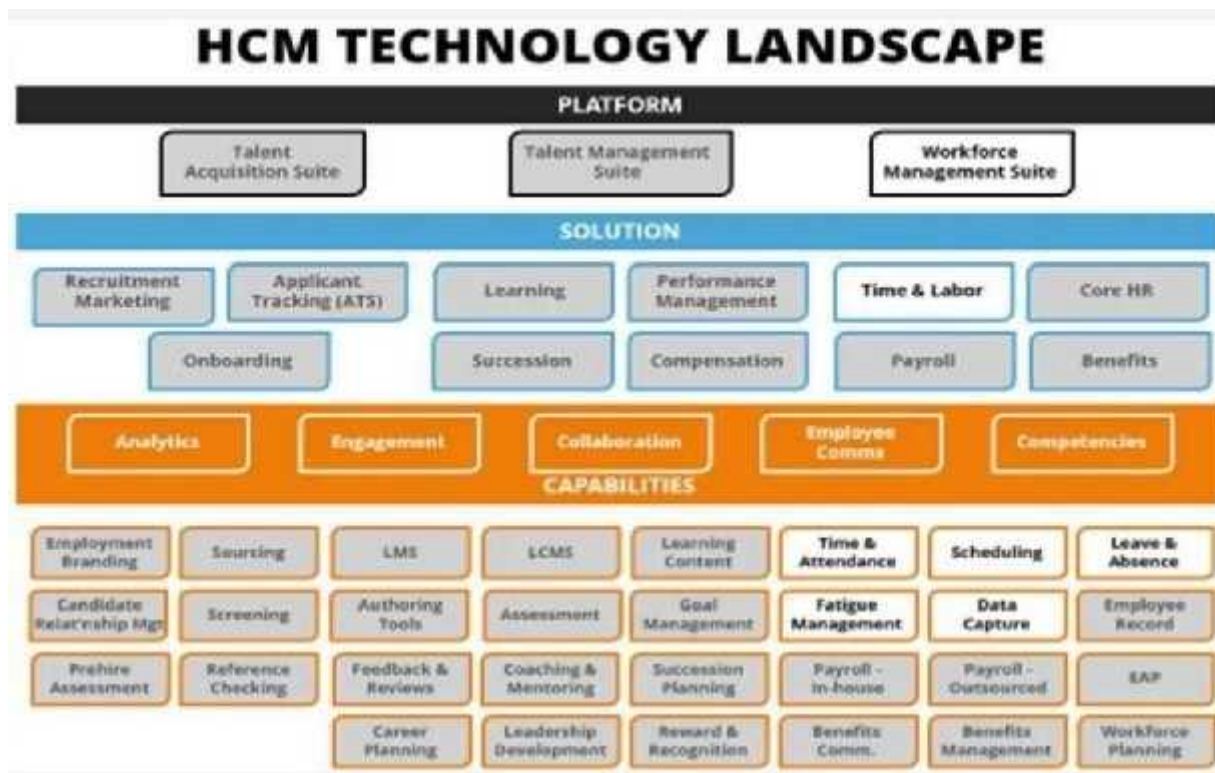 HCM TECHNOLOGY LANDSCAPE
PLATFORM
Talent
Acquisition Suite
Talent Management
Suite
Workforce
Management Suite
SOLUTION
Recruitment
Marketing
Applicant
Tracking (ATS)
Learning
Performance
Management
Time & Labor
Core HR
Onboarding
Succession
Compensation
Payroll
Benefits
Analytics
Engagement
Collaboration
Employee
Comms
Competencies
CAPABILITIES
Employment
Branding
Sourcing
LMS
LCMS
Learning
Content
Time &
Attendance
Scheduling
Leave &
Absence
Candidate
Relat'nship Mgt
Screening
Authoring
Tools
Assessment
Goal
Management
Fatigue
Management
Data
Capture
Employee
Record
Prehire
Assessment
Reference
Checking
Feedback &
Reviews
Coaching &
Mentoring
Succession
Planning
Payroll -
In-house
Payroll -
Outsourced
EAP
Career
Planning
Leadership
Development
Reward &
Recognition
Benefits
Comm.
Benefits
Management
Workforce
Planning